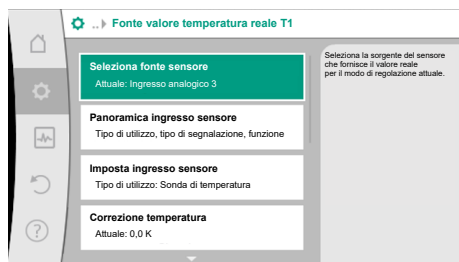 ..▸ Fonte valore temperatura reale T1
Seleziona fonte sensore
Attuale: Ingresso analogico 3
Panoramica ingresso sensore
Tipo di utilizzo, tipo di segnalazione, funzione
Imposta ingresso sensore
Tipo di utilizzo: Sonda di temperatura
Correzione temperatura
Attuale: 0,0 K
Seleziona la sorgente del sensore
che fornisce il valore reale
per il modo di regolazione attuale.
?